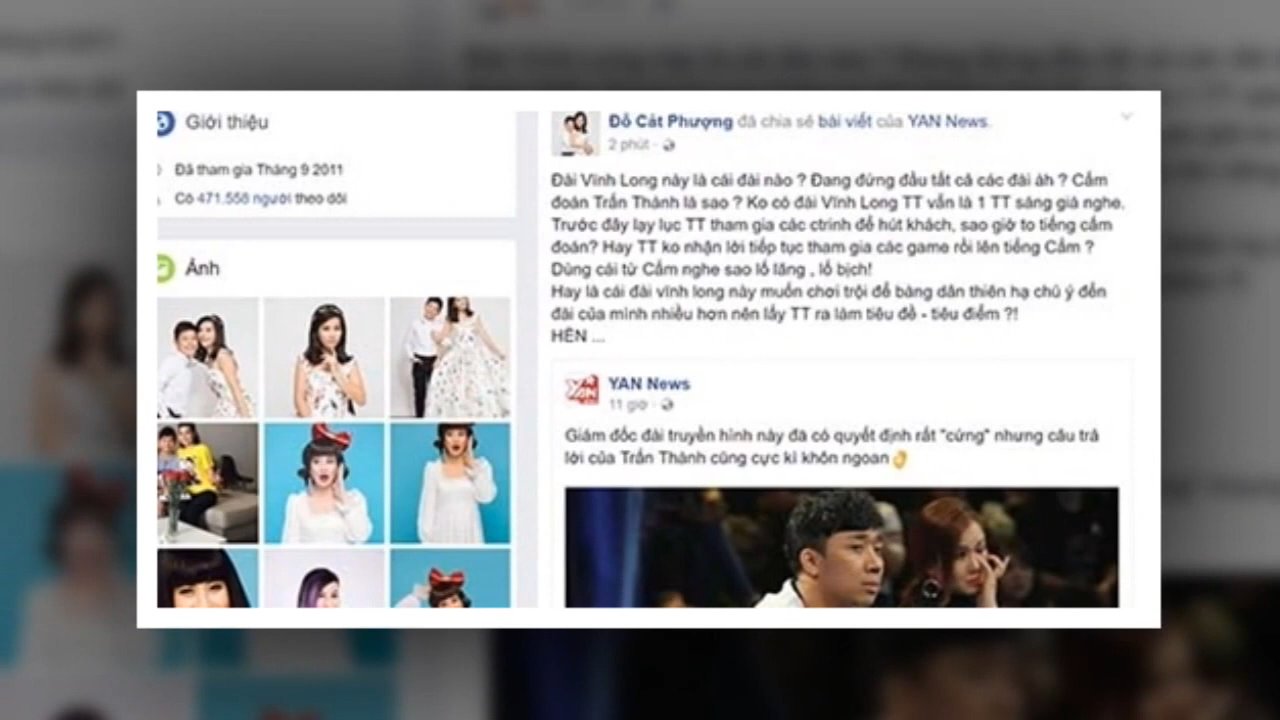 Giới thiệu
Đã tham gia Tháng 9 2011
Có 471.558 người theo dõi
Ảnh
Đỗ Cát Phượng đã chia sẻ bài viết của YAN News.
2 phút
Đài Vĩnh Long này là cái đài nào ? Đang đứng đầu tất cả các đài àh ? Cấm
đoán Trấn Thành là sao ? Ko có đài Vĩnh Long TT vẫn là 1 TT sáng giá nghe.
Trước đây lạy lục TT tham gia các ctrinh để hút khách, sao giờ to tiếng cấm
đoán? Hay TT ko nhận lời tiếp tục tham gia các game rồi lên tiếng Cấm ?
Dùng cái từ Cấm nghe sao lố lăng , lố bịch!
Hay là cái đài vĩnh long này muốn chơi trội để bàng dân thiên hạ chú ý đến
đài của mình nhiều hơn nên lấy TT ra làm tiêu đề - tiêu điểm ?!
HÈN ...
YAN
YAN News
11 giờ
Giám đốc đài truyền hình này đã có quyết định rất "cứng" nhưng câu trả
lời của Trấn Thành cũng cực kì khôn ngoan